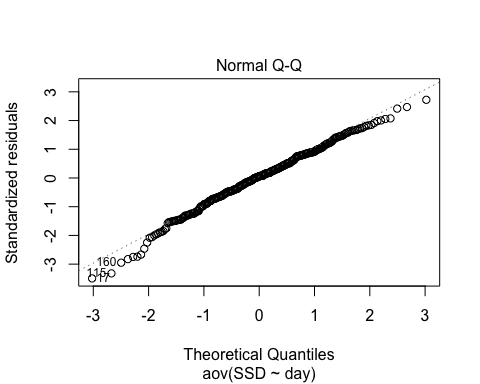 Normal Q-Q
Standardized residuals
3
2
1
0
-1
-2
-3
160
115
117
-3 -2 -1 0 1 2 3
Theoretical Quantiles
aov(SSD ~ day)